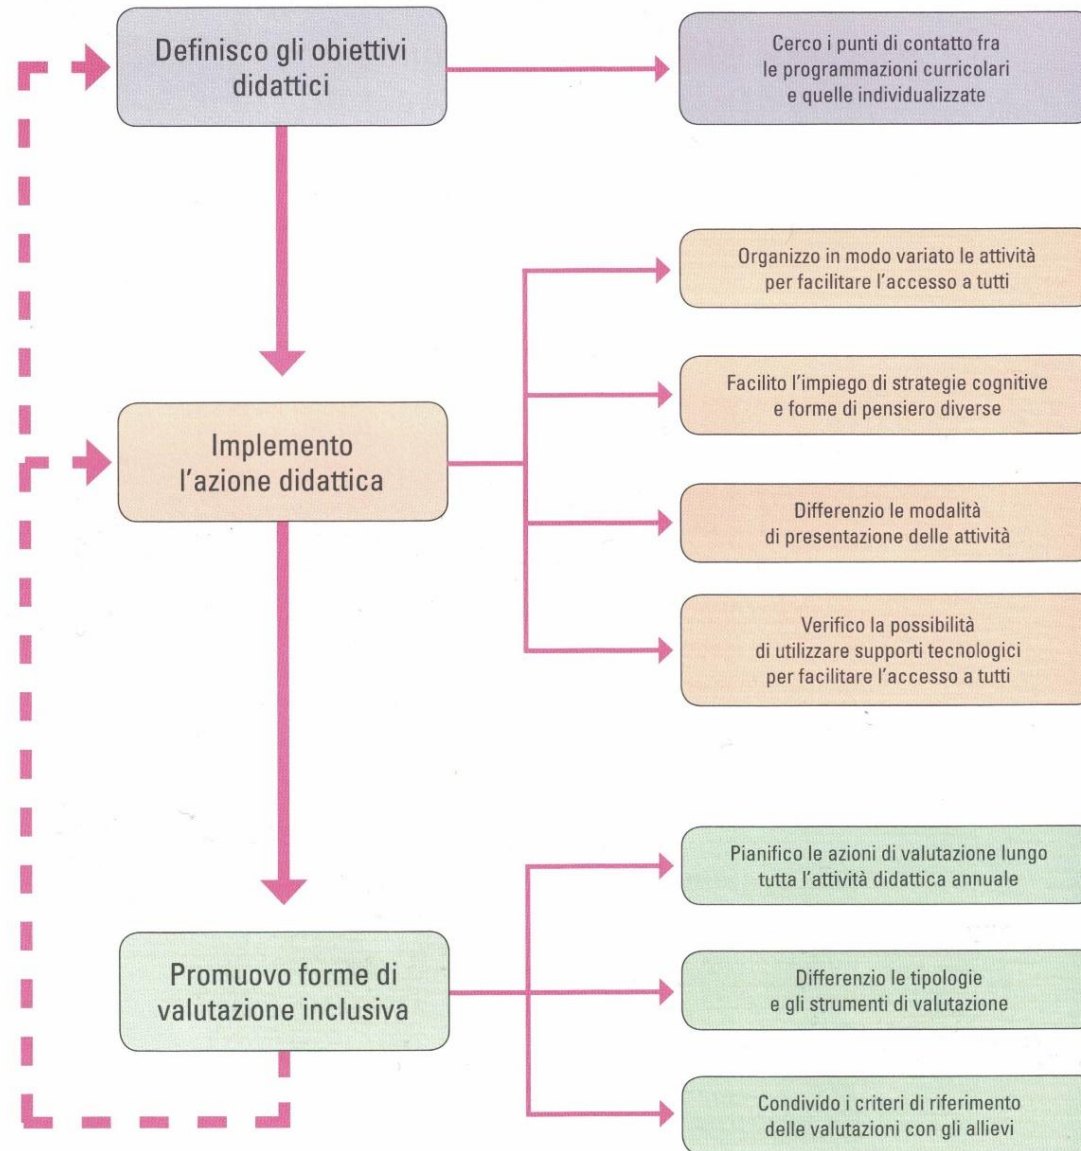 Definisco gli obiettivi
didattici
Cerco i punti di contatto fra
le programmazioni curricolari
e quelle individualizzate
Implemento
l'azione didattica
Organizzo in modo variato le attività
per facilitare l'accesso a tutti
Facilito l'impiego di strategie cognitive
e forme di pensiero diverse
Differenzio le modalità
di presentazione delle attività
Verifico la possibilità
di utilizzare supporti tecnologici
per facilitare l'accesso a tutti
Promuovo forme di
valutazione inclusiva
Pianifico le azioni di valutazione lungo
tutta l'attività didattica annuale
Differenzio le tipologie
e gli strumenti di valutazione
Condivido i criteri di riferimento
delle valutazioni con gli allievi